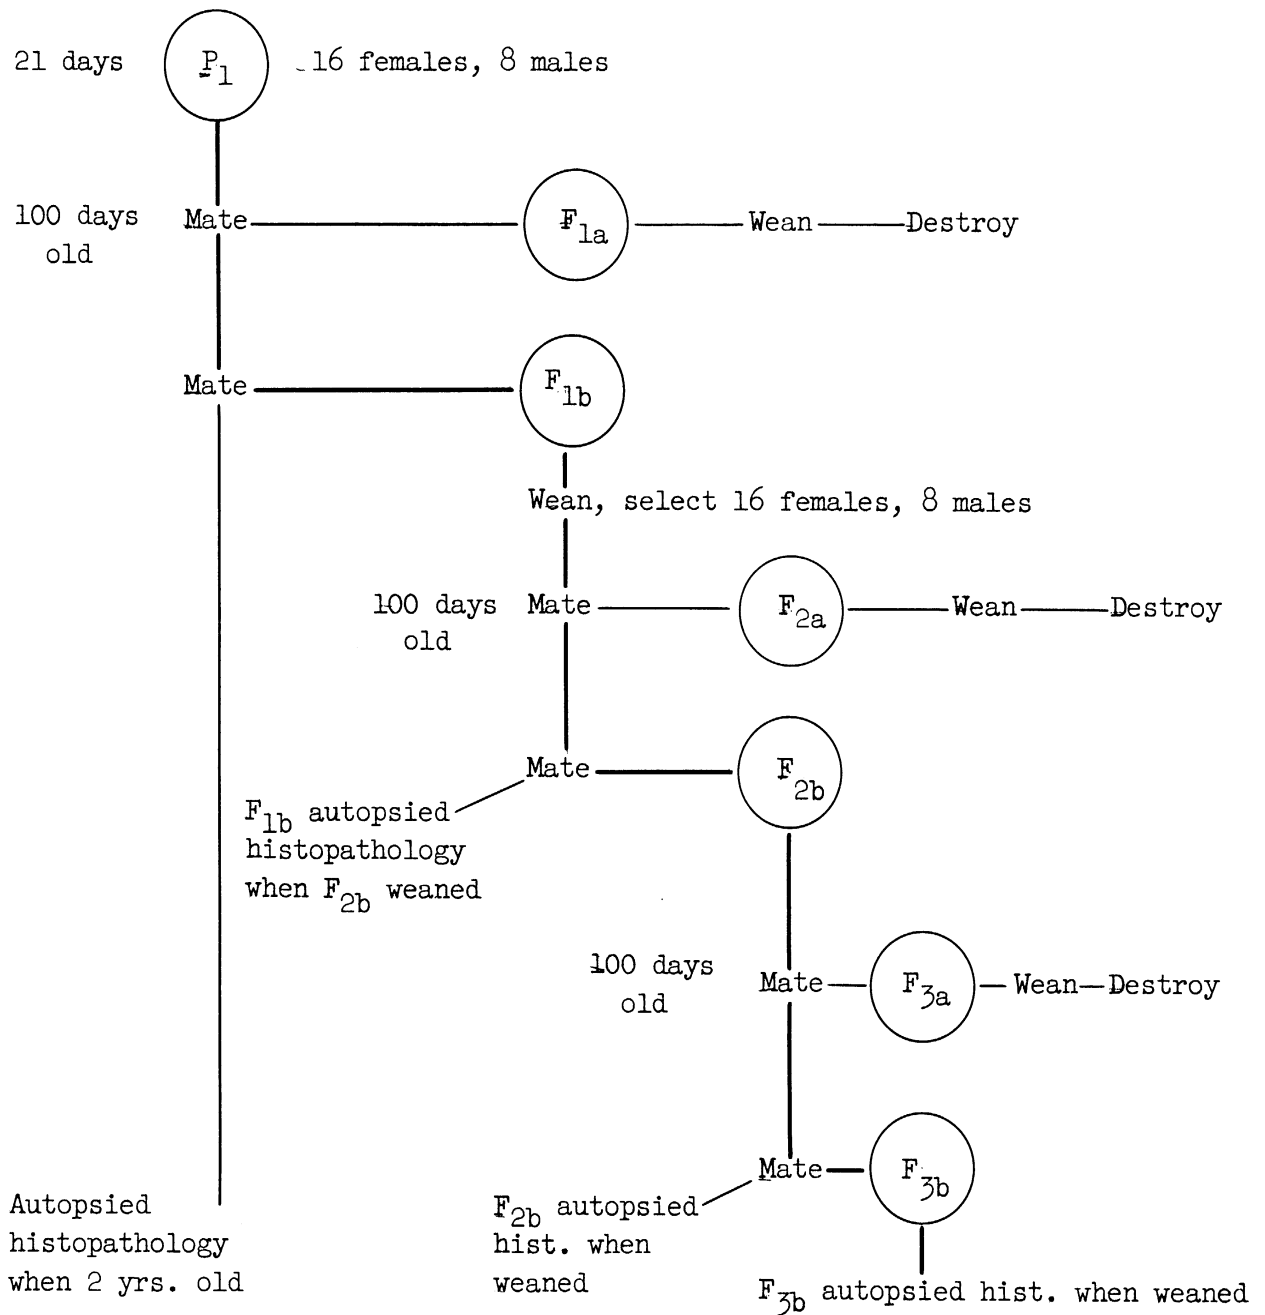 21 days P1 16 females, 8 males
100 days old
Mate F1a Wean Destroy
Mate F1b
Wean, select 16 females, 8 males
100 days old
Mate F2a Wean Destroy
Mate F2b
F1b autopsied
histopathology
when F2b weaned
100 days old
Mate F3a Wean Destroy
Mate F3b
Autopsied
histopathology
when 2 yrs. old
F2b autopsied
hist. when
weaned
F3b autopsied hist. when weaned